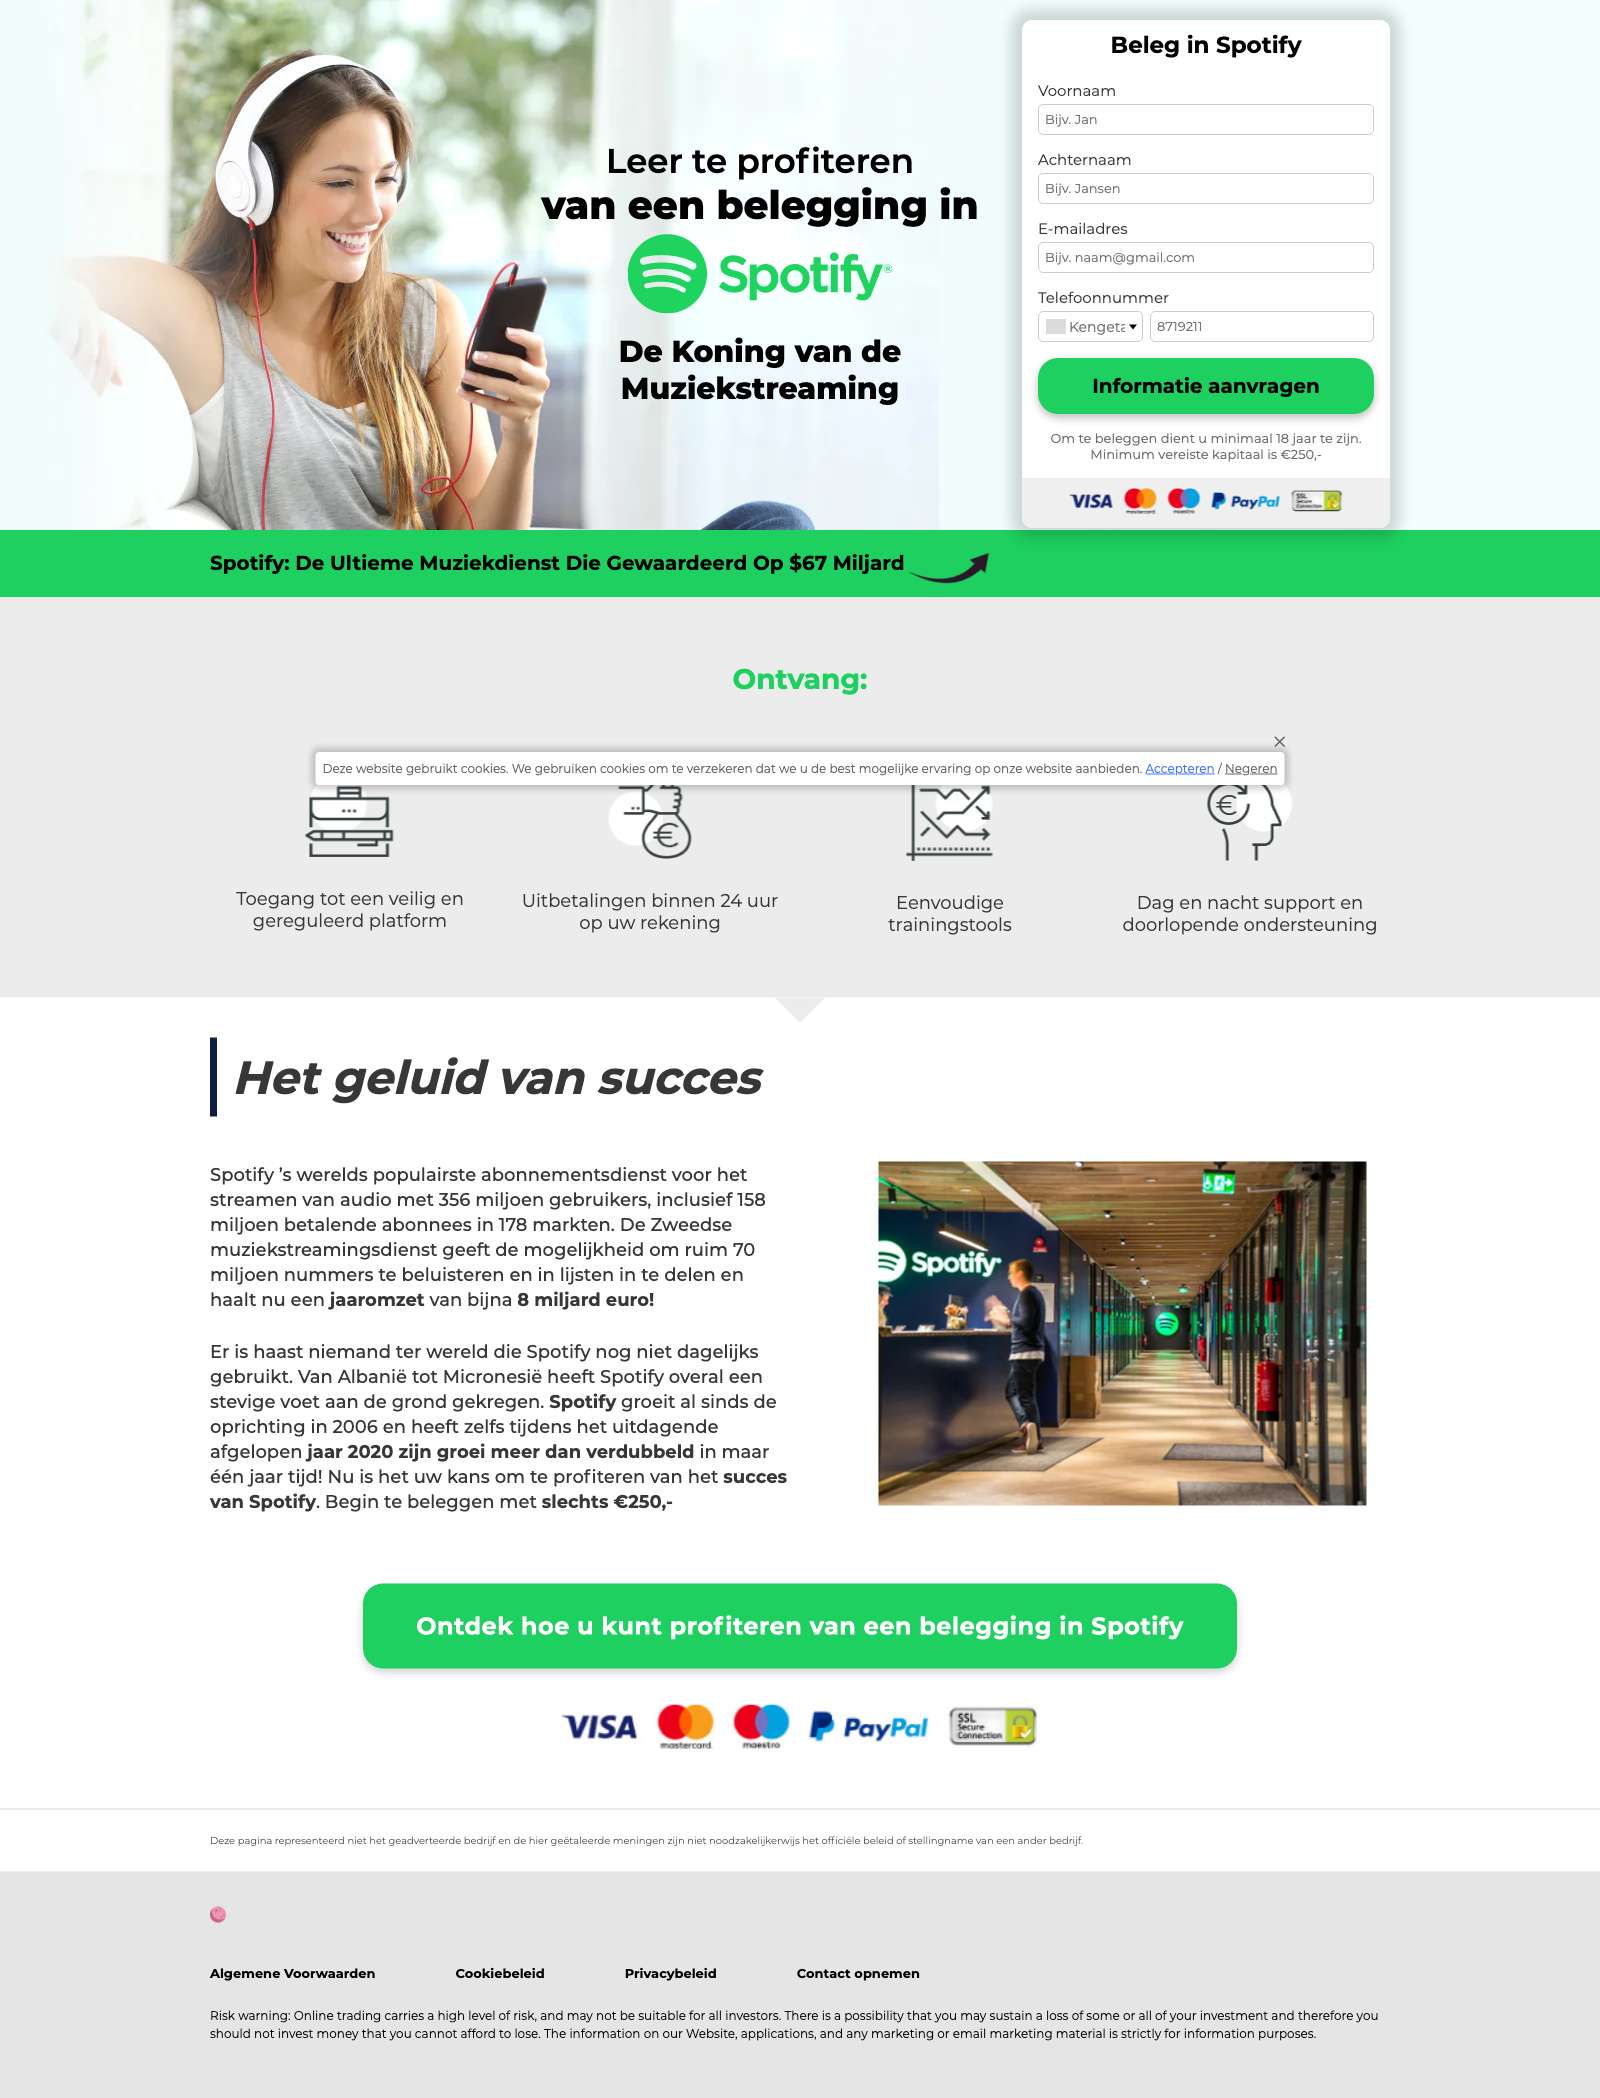 Leer te profiteren
van een belegging in
Spotify®
De Koning van de
Muziekstreaming
Beleg in Spotify
Voornaam
Bijv. Jan
Achternaam
Bijv. Jansen
E-mailadres
Bijv. naam@gmail.com
Telefoonnummer
Kengeta 8719211
Informatie aanvragen
Om te beleggen dient u minimaal 18 jaar te zijn.
Minimum vereiste kapitaal is €250,-
VISA mastercard maestro PayPal SSL Secure Connection
Spotify: De Ultieme Muziekdienst Die Gewaardeerd Op $67 Miljard
Ontvang:
Deze website gebruikt cookies. We gebruiken cookies om te verzekeren dat we u de best mogelijke ervaring op onze website aanbieden. Accepteren / Negeren
Toegang tot een veilig en
gereguleerd platform
Uitbetalingen binnen 24 uur
op uw rekening
Eenvoudige
trainingstools
Dag en nacht support en
doorlopende ondersteuning
Het geluid van succes
Spotify 's werelds populairste abonnementsdienst voor het
streamen van audio met 356 miljoen gebruikers, inclusief 158
miljoen betalende abonnees in 178 markten. De Zweedse
muziekstreamingsdienst geeft de mogelijkheid om ruim 70
miljoen nummers te beluisteren en in lijsten in te delen en
haalt nu een jaaromzet van bijna 8 miljard euro!
Er is haast niemand ter wereld die Spotify nog niet dagelijks
gebruikt. Van Albanië tot Micronesië heeft Spotify overal een
stevige voet aan de grond gekregen. Spotify groeit al sinds de
oprichting in 2006 en heeft zelfs tijdens het uitdagende
afgelopen jaar 2020 zijn groei meer dan verdubbeld in maar
één jaar tijd! Nu is het uw kans om te profiteren van het succes
van Spotify. Begin te beleggen met slechts €250,-
Spotify
Ontdek hoe u kunt profiteren van een belegging in Spotify
VISA mastercard maestro PayPal SSL Secure Connection
Deze pagina representeerd niet het geadverteerde bedrijf en de hier geëtaleerde meningen zijn niet noodzakelijkerwijs het officiële beleid of stellingname van een ander bedrijf.
Algemene Voorwaarden Cookiebeleid Privacybeleid Contact opnemen
Risk warning: Online trading carries a high level of risk, and may not be suitable for all investors. There is a possibility that you may sustain a loss of some or all of your investment and therefore you
should not invest money that you cannot afford to lose. The information on our Website, applications, and any marketing or email marketing material is strictly for information purposes.